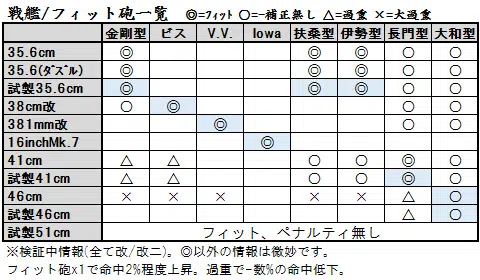 戦艦/フィット砲一覧 ◎=フィット ○=-補正無し △=過重 ×=大過重
金剛型 ビス V.V. Iowa 扶桑型 伊勢型 長門型 大和型
35.6cm ◎ ◎ ◎ ○ ○
35.6(ﾀﾞｽﾞﾙ) ◎ ◎ ◎ ○ ○
試製35.6cm ◎ ◎ ◎ ○ ○
38cm改 ○ ◎ ○ ○
381mm改 ◎ ○ ○
16inchMk.7 ◎
41cm △ △ ○ ○ ◎ ○
試製41cm △ △ ○ ○ ◎ ○
46cm × × × × × △ ○
試製46cm △ ○
試製51cm フィット、ペナルティ無し
※検証中情報(全て改/改二)。◎以外の情報は微妙です。
フィット砲x1で命中2%程度上昇。過重で-数%の命中低下。